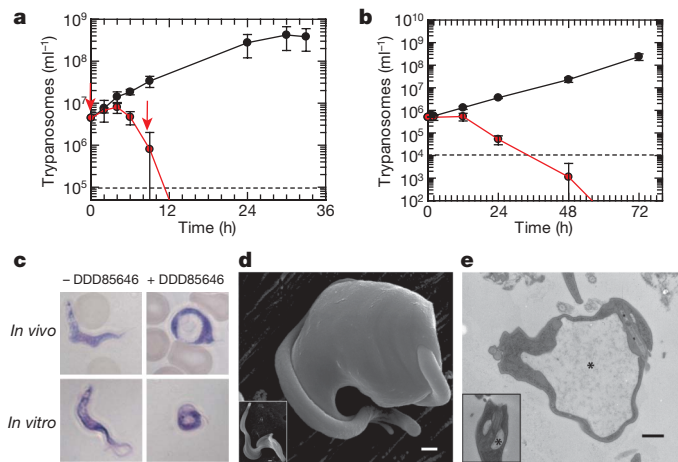 a
Trypanosomes (ml⁻¹)
10⁹
10⁸
10⁷
10⁶
10⁵
0 12 24 36
Time (h)
b
Trypanosomes (ml⁻¹)
10¹⁰
10⁹
10⁸
10⁷
10⁶
10⁵
10⁴
10³
10²
0 24 48 72
Time (h)
c
– DDD85646 + DDD85646
In vivo
In vitro
d
e
*
*